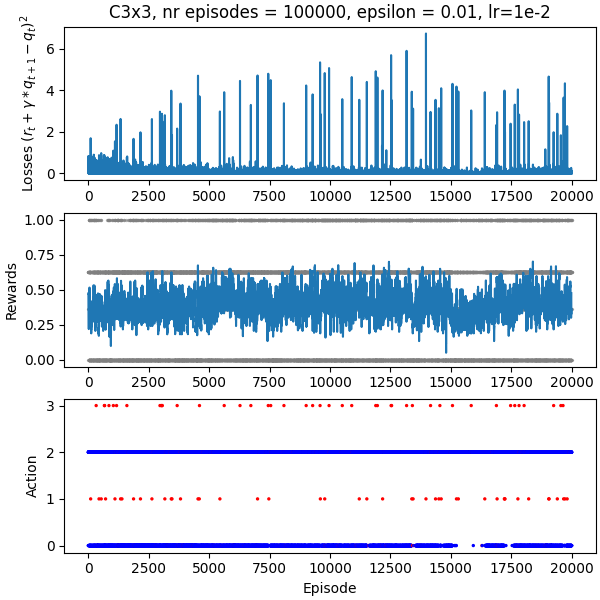 C3x3, nr episodes = 100000, epsilon = 0.01, lr=1e-2
Losses $(r_t + \gamma * q_{t+1} - q_t)^2$
6
4
2
0
0 2500 5000 7500 10000 12500 15000 17500 20000
Rewards
1.00
0.75
0.50
0.25
0.00
0 2500 5000 7500 10000 12500 15000 17500 20000
Action
3
2
1
0
0 2500 5000 7500 10000 12500 15000 17500 20000
Episode